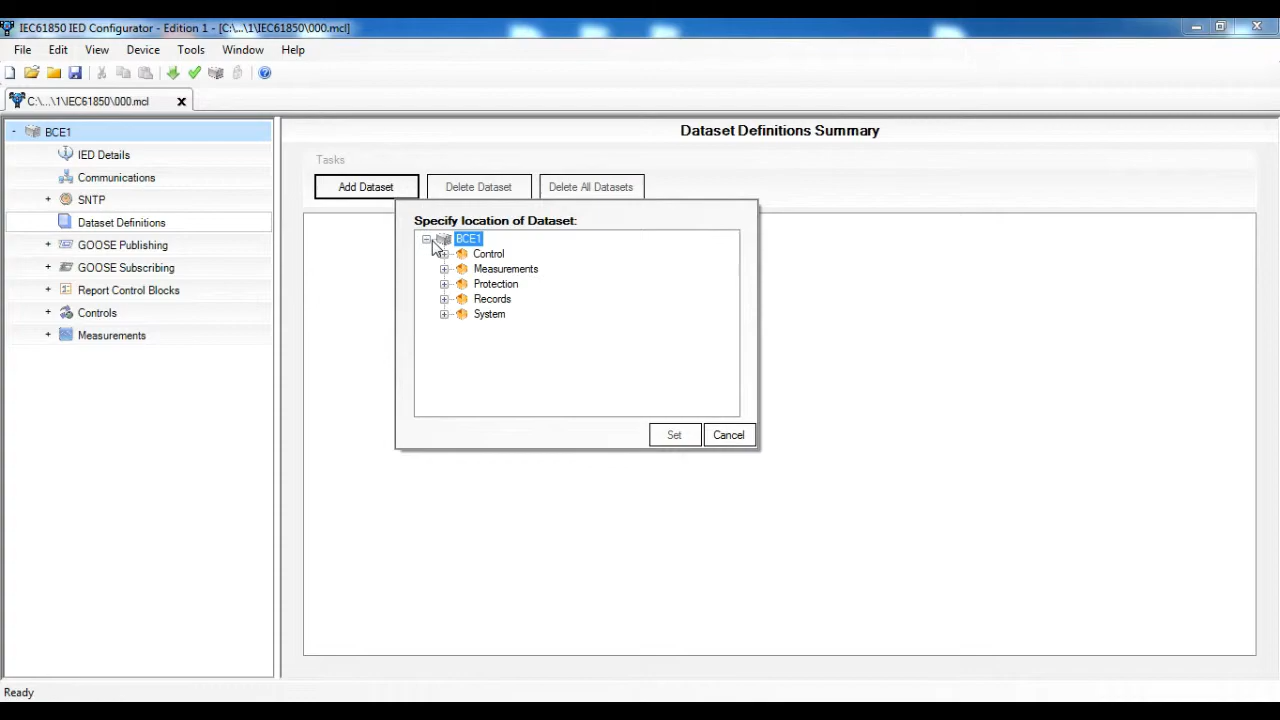 IEC61850 IED Configurator - Edition 1 - [C:\...\1\IEC61850\000.mcl]
File Edit View Device Tools Window Help
C:\...\1\IEC61850\000.mcl
BCE1
IED Details
Communications
SNTP
Dataset Definitions
GOOSE Publishing
GOOSE Subscribing
Report Control Blocks
Controls
Measurements
Dataset Definitions Summary
Tasks
Add Dataset Delete Dataset Delete All Datasets
Specify location of Dataset:
BCE1
Control
Measurements
Protection
Records
System
Set Cancel
Ready